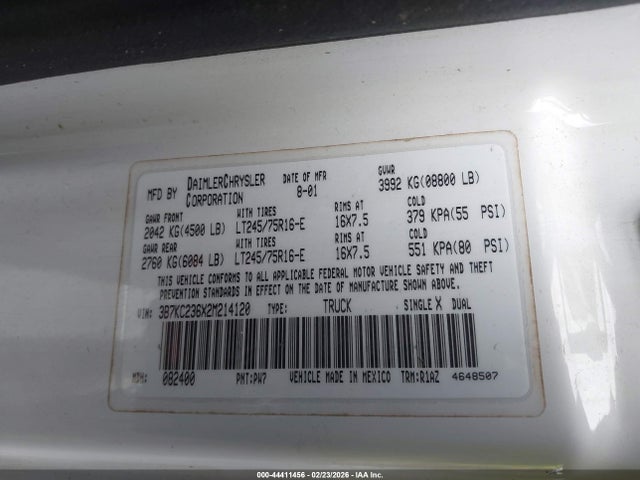 MFD BY DAIMLERCHRYSLER CORPORATION DATE OF MFR 8-01 GVWR 3992 KG(08800 LB)
GAWR FRONT WITH TIRES RIMS AT COLD
2042 KG(4500 LB) LT245/75R16-E 16X7.5 379 KPA(55 PSI)
GAWR REAR WITH TIRES RIMS AT COLD
2760 KG(6084 LB) LT245/75R16-E 16X7.5 551 KPA(80 PSI)
THIS VEHICLE CONFORMS TO ALL APPLICABLE FEDERAL MOTOR VEHICLE SAFETY AND THEFT
PREVENTION STANDARDS IN EFFECT ON THE DATE OF MANUFACTURE SHOWN ABOVE.
VIN: 3B7KC236X2M214120 TYPE: TRUCK SINGLE X DUAL
MDH: 082400 PNT:PW7 VEHICLE MADE IN MEXICO TRM:R1AZ 4648507
000-44411456 - 02/23/2026 - IAA Inc.